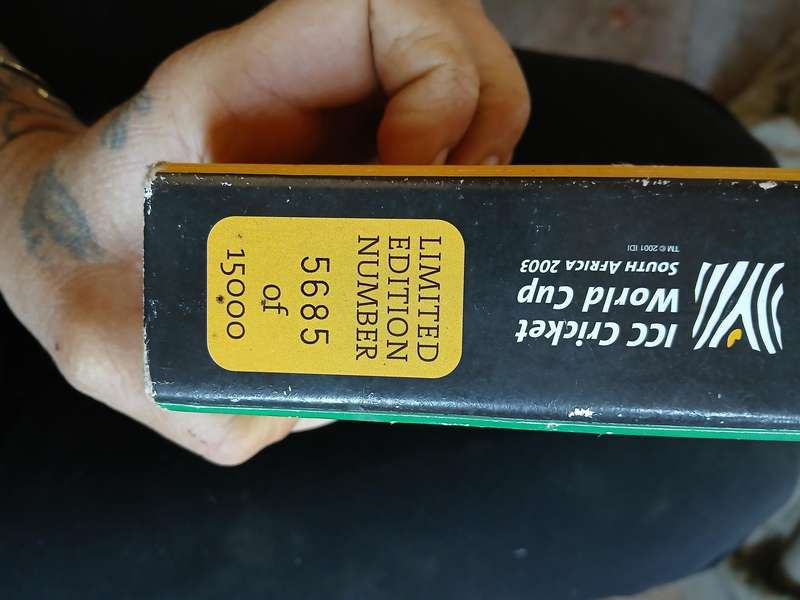 LIMITED
EDITION
NUMBER
5685
of
15000
ICC Cricket
World Cup
SOUTH AFRICA 2003
TM © 2001 IDI